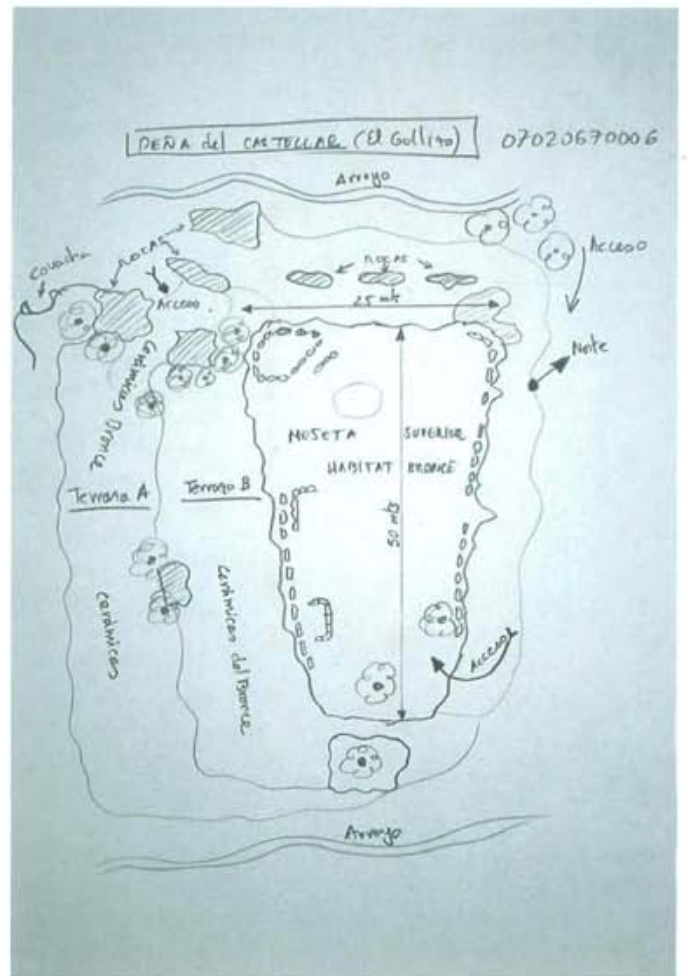 PEÑA del CASTELLAR (El Gollizo) 07020670006
Arroyo
Acceso
covacha
ROCAS
ROCAS
Acceso
25 mts
Norte
Cerámicas Bronce
MESETA SUPERIOR
HABITAT BRONCE
Terraza A
Terraza B
50 mts
cerámicas
cerámicas del Bronce
Acceso
Arroyo